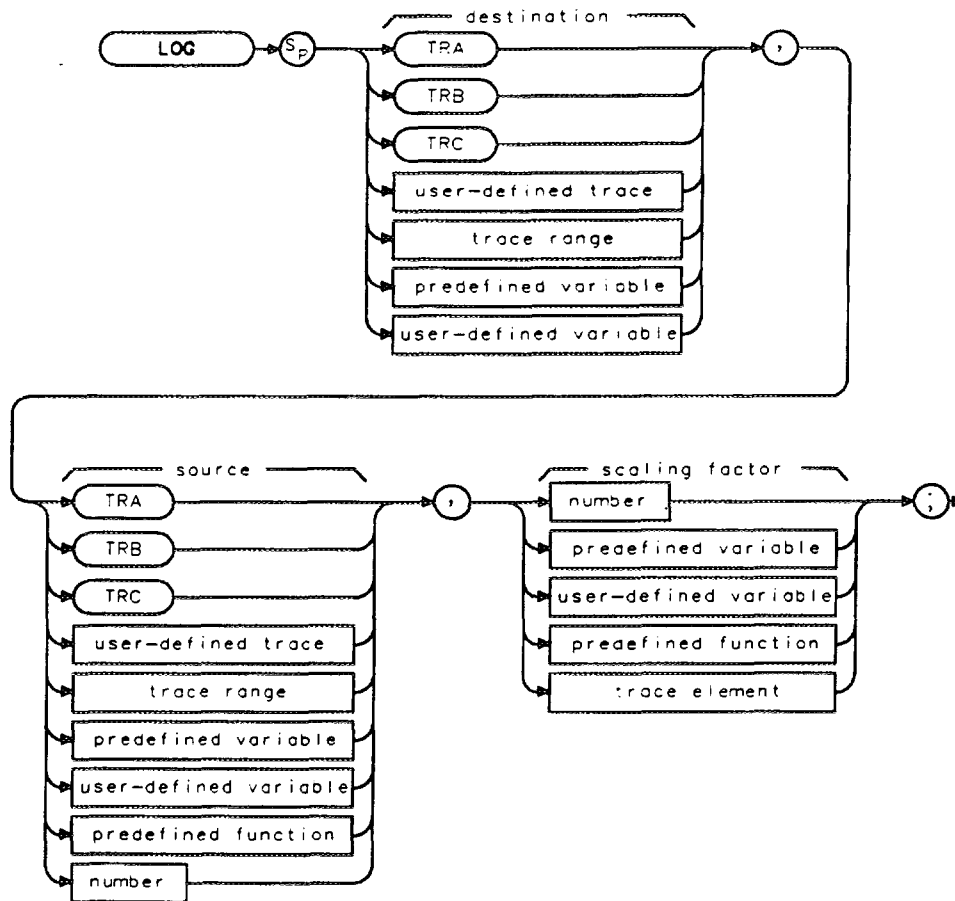 destination
LOG
Sp
TRA
,
TRB
TRC
user-defined trace
trace range
predefined variable
user-defined variable
source
TRA
TRB
TRC
user-defined trace
trace range
predefined variable
user-defined variable
predefined function
number
,
scaling factor
number
predefined variable
user-defined variable
predefined function
trace element
;